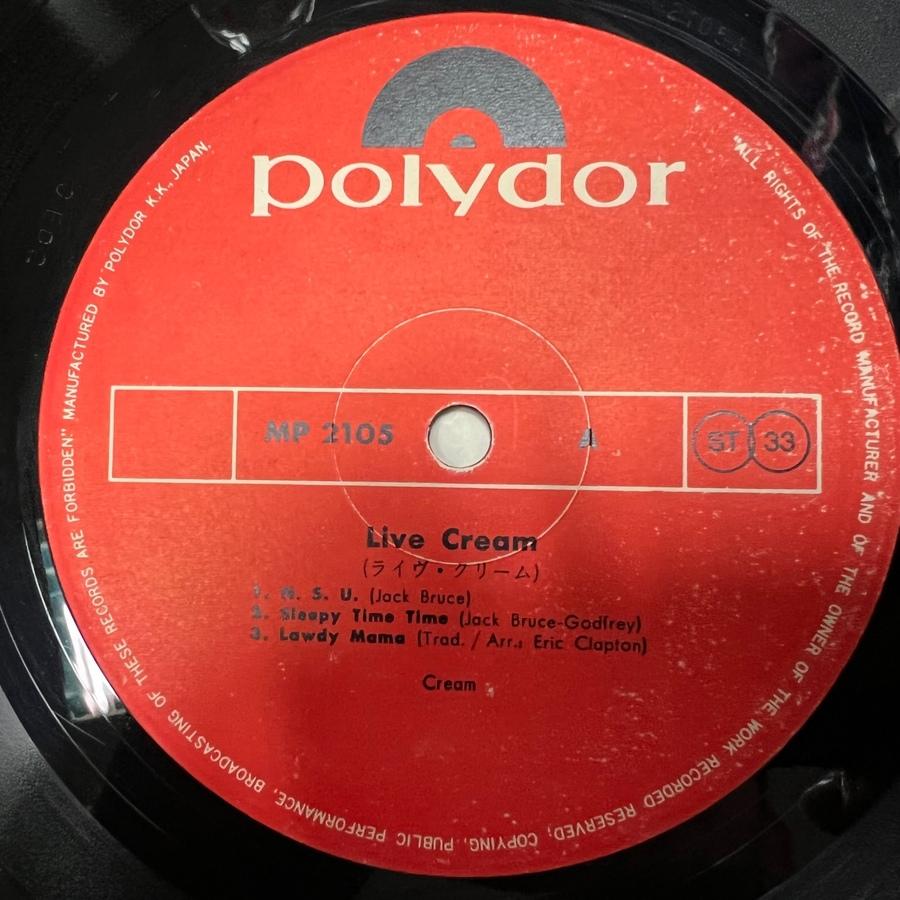 polydor
MP 2105
A
ST 33
Live Cream
(ライヴ・クリーム)
1. N. S. U. (Jack Bruce)
2. Sleepy Time Time (Jack Bruce-Godfrey)
3. Lawdy Mama (Trad. / Arr.: Eric Clapton)
Cream
"ALL RIGHTS OF THE RECORD MANUFACTURER AND OF THE OWNER OF THE WORK RECORDED RESERVED, COPYING, PUBLIC PERFORMANCE, BROADCASTING OF THESE RECORDS ARE FORBIDDEN" MANUFACTURED BY POLYDOR K.K., JAPAN.